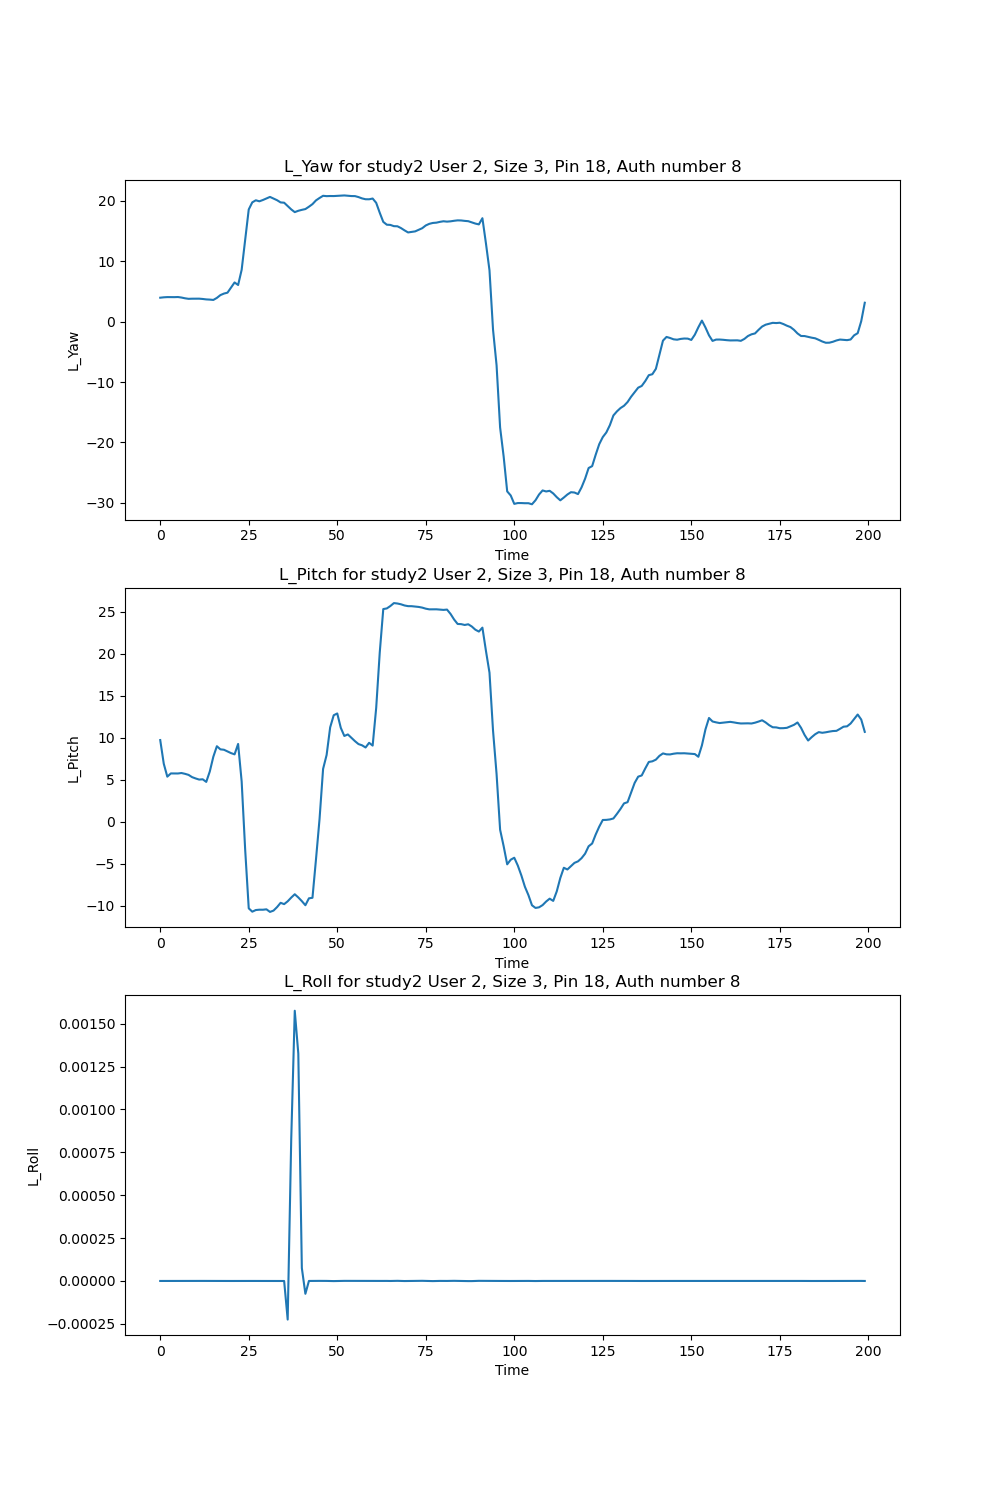 L_Yaw for study2 User 2, Size 3, Pin 18, Auth number 8
20
10
0
−10
−20
−30
L_Yaw
0 25 50 75 100 125 150 175 200
Time
L_Pitch for study2 User 2, Size 3, Pin 18, Auth number 8
25
20
15
10
5
0
−5
−10
L_Pitch
0 25 50 75 100 125 150 175 200
Time
L_Roll for study2 User 2, Size 3, Pin 18, Auth number 8
0.00150
0.00125
0.00100
0.00075
0.00050
0.00025
0.00000
−0.00025
L_Roll
0 25 50 75 100 125 150 175 200
Time